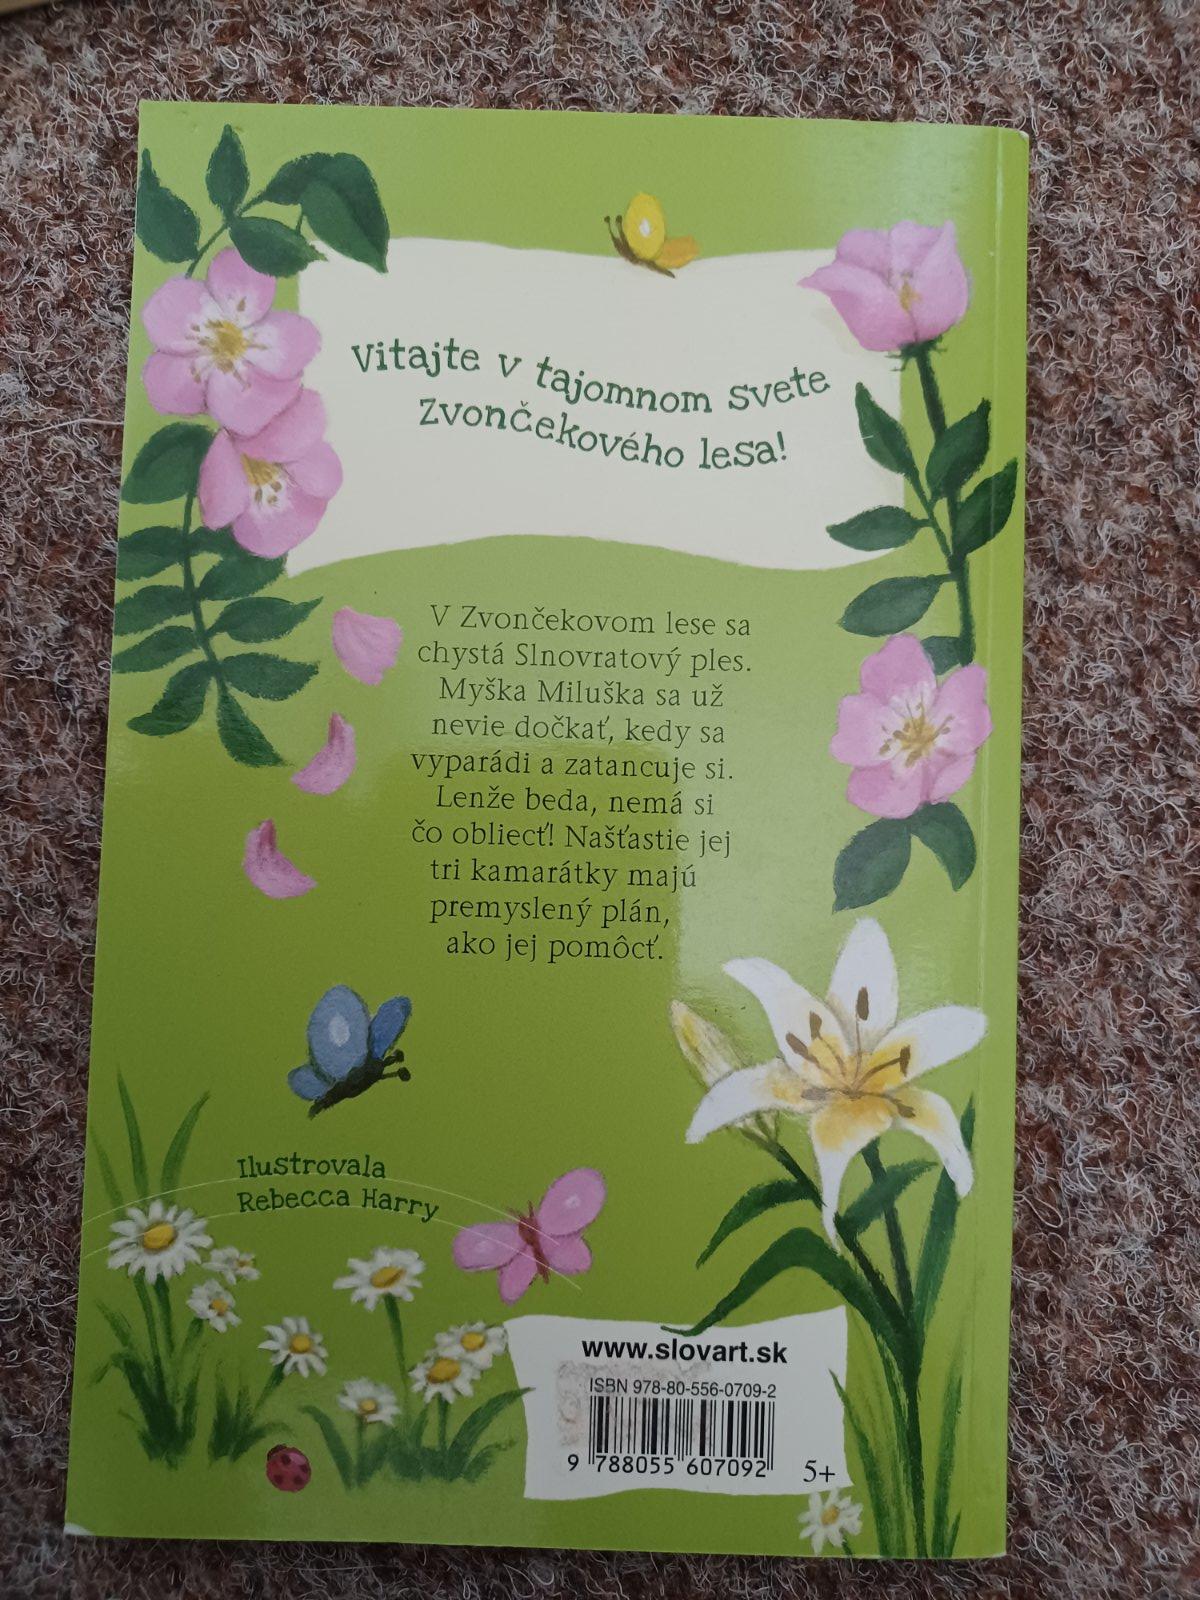 Vitajte v tajomnom svete
Zvončekového lesa!
V Zvončekovom lese sa
chystá Slnovratový ples.
Myška Miluška sa už
nevie dočkať, kedy sa
vyparádi a zatancuje si.
Lenže beda, nemá si
čo obliecť! Našťastie jej
tri kamarátky majú
premyslený plán,
ako jej pomôcť.
Ilustrovala
Rebecca Harry
www.slovart.sk
ISBN 978-80-556-0709-2
9 788055 607092
5+